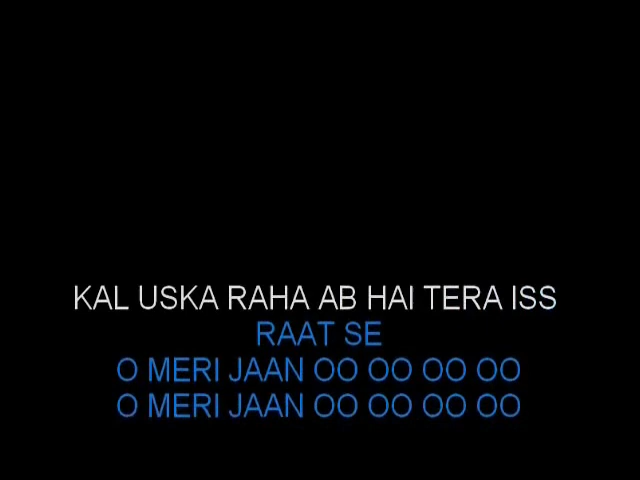 KAL USKA RAHA AB HAI TERA ISS
RAAT SE
O MERI JAAN OO OO OO OO
O MERI JAAN OO OO OO OO